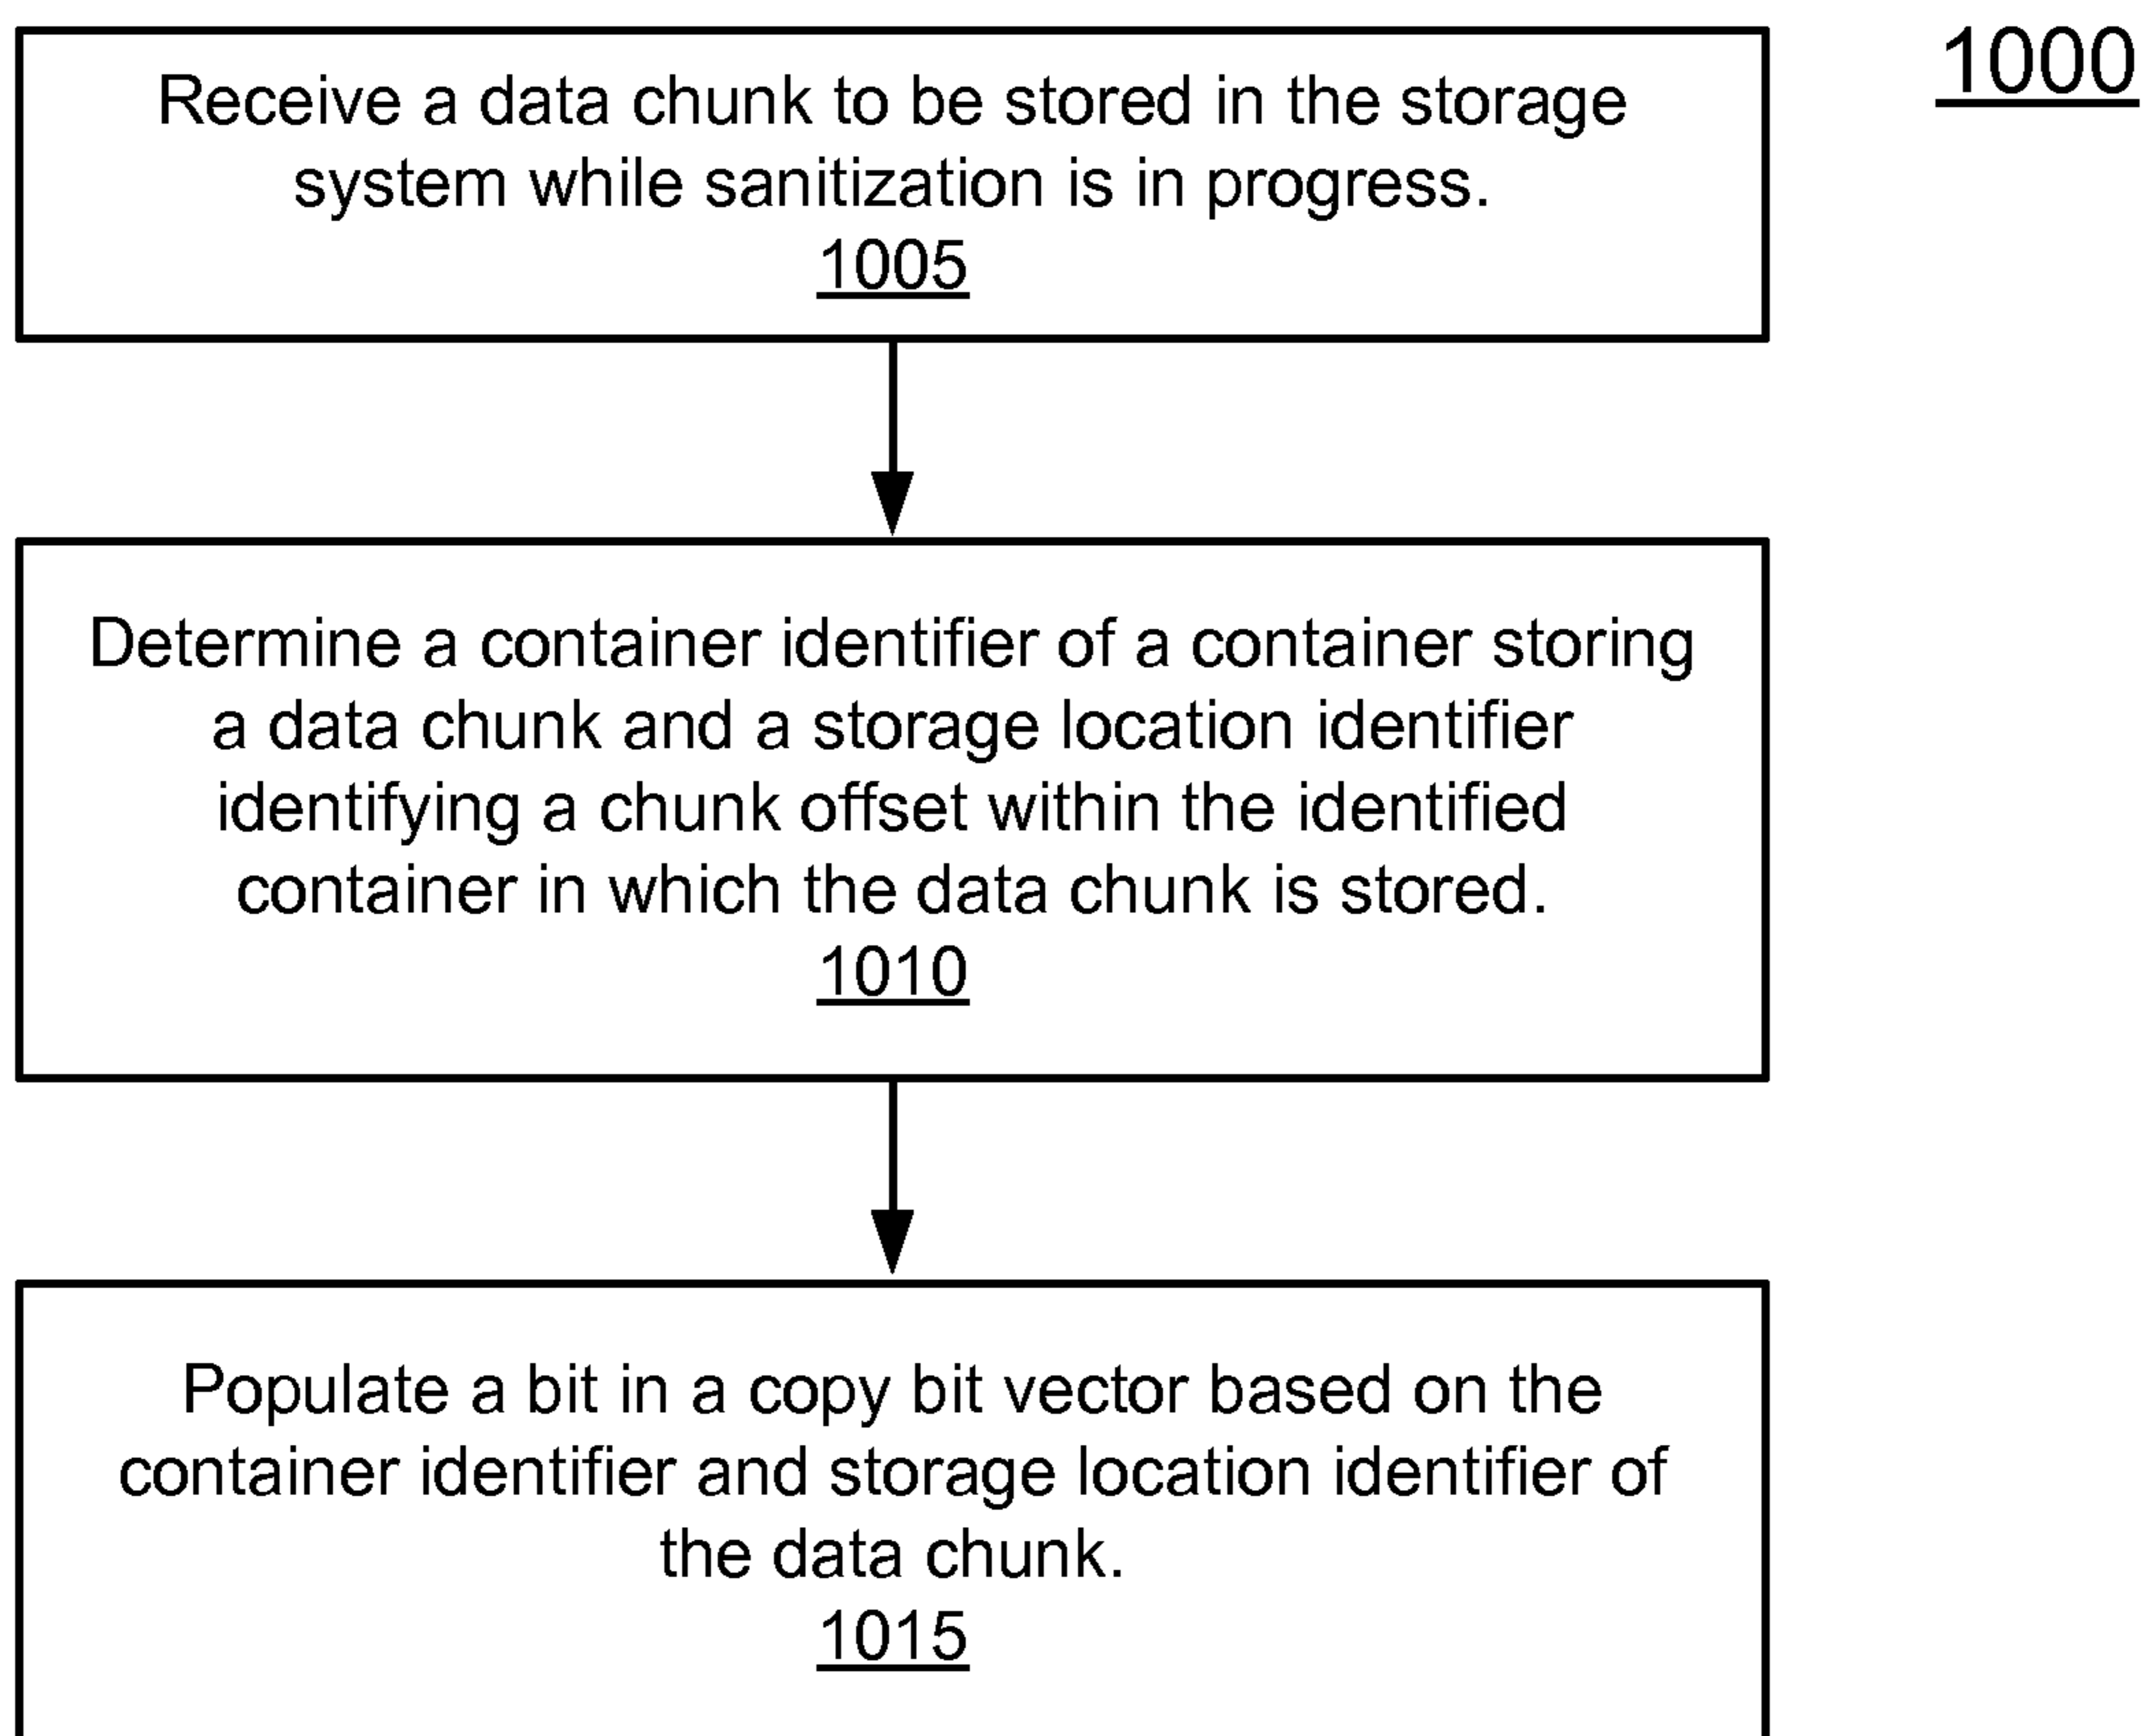 1000
Receive a data chunk to be stored in the storage
system while sanitization is in progress.
1005
Determine a container identifier of a container storing
a data chunk and a storage location identifier
identifying a chunk offset within the identified
container in which the data chunk is stored.
1010
Populate a bit in a copy bit vector based on the
container identifier and storage location identifier of
the data chunk.
1015